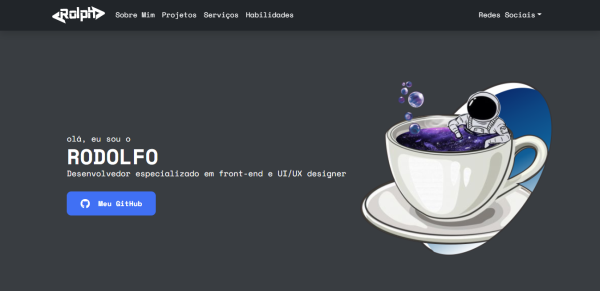 Rolph
Sobre Mim Projetos Serviços Habilidades
Redes Sociais
olá, eu sou o
RODOLFO
Desenvolvedor especializado em front-end e UI/UX designer
Meu GitHub